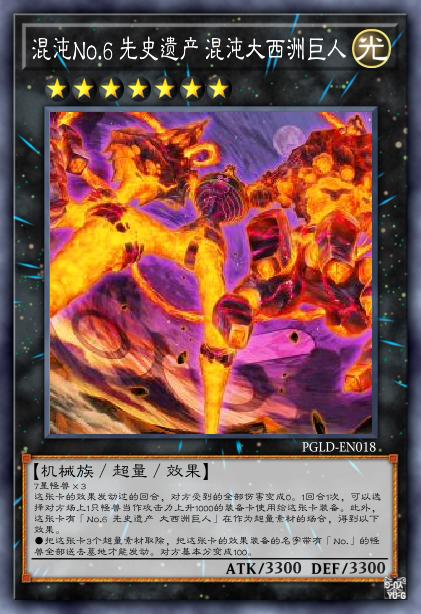 混沌No.6 先史遗产 混沌大西洲巨人 光
PGLD-EN018
【机械族／超量／效果】
7星怪兽×3
这张卡的效果发动过的回合，对方受到的全部伤害变成0。1回合1次，可以选
择对方场上1只怪兽当作攻击力上升1000的装备卡使用给这张卡装备。此外，
这张卡有「No.6 先史遗产 大西洲巨人」在作为超量素材的场合，得到以下
效果。
●把这张卡3个超量素材取除，把这张卡的效果装备的名字带有「No.」的怪
兽全部送去墓地才能发动。对方基本分变成100。
ATK/3300 DEF/3300